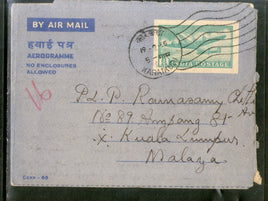 BY AIR MAIL
हवाई पत्र
AEROGRAMME
NO ENCLOSURES
ALLOWED
INDIA POSTAGE
16
P.L. P. Ramasamy
No 89 Ampang St
Kuala Lumpur
Malaya